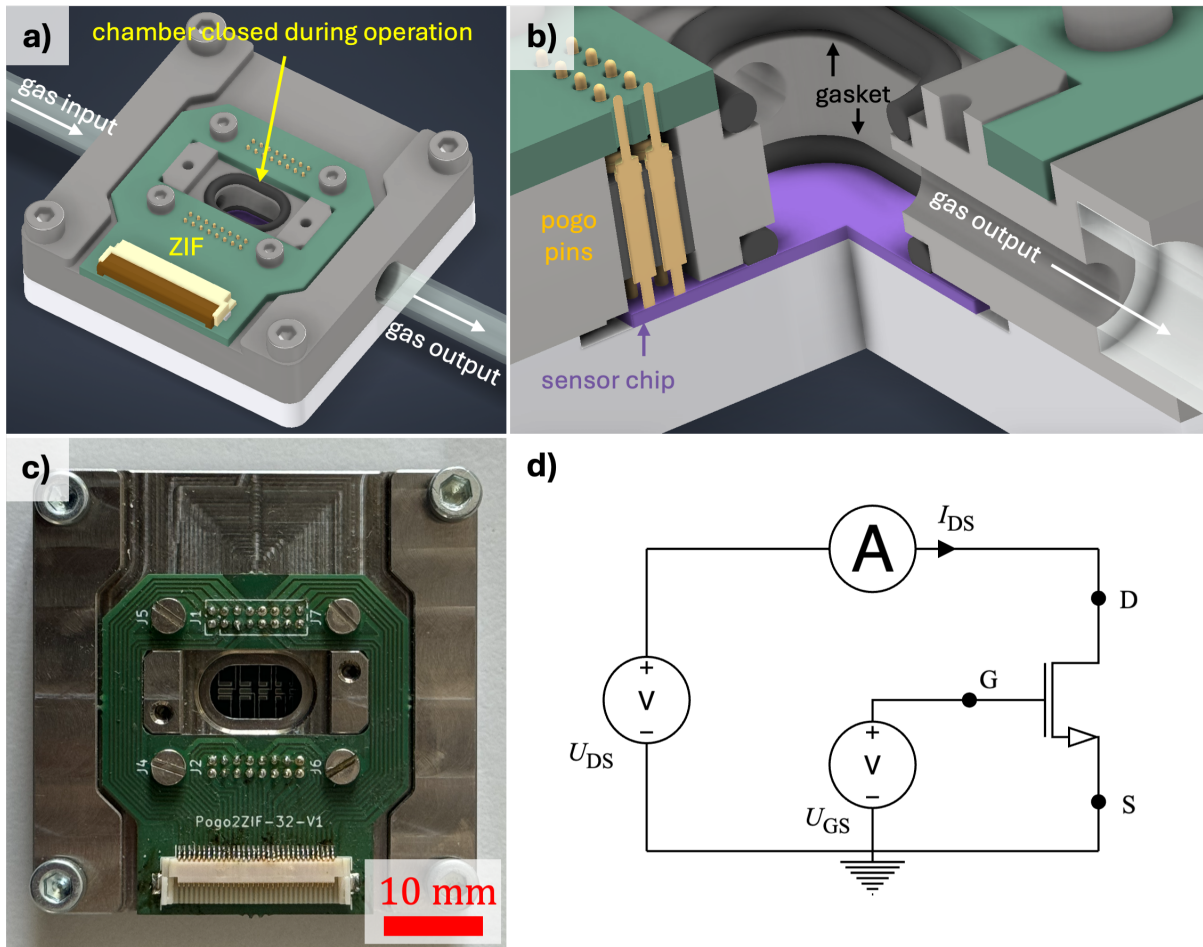 a)
chamber closed during operation
gas input
ZIF
gas output
b)
gasket
pogo
pins
gas output
sensor chip
c)
J5
J1
J7
J4
J2
J6
Pogo2ZIF-32-V1
10 mm
d)
A
I_DS
D
+
V
−
U_DS
G
+
V
−
U_GS
S